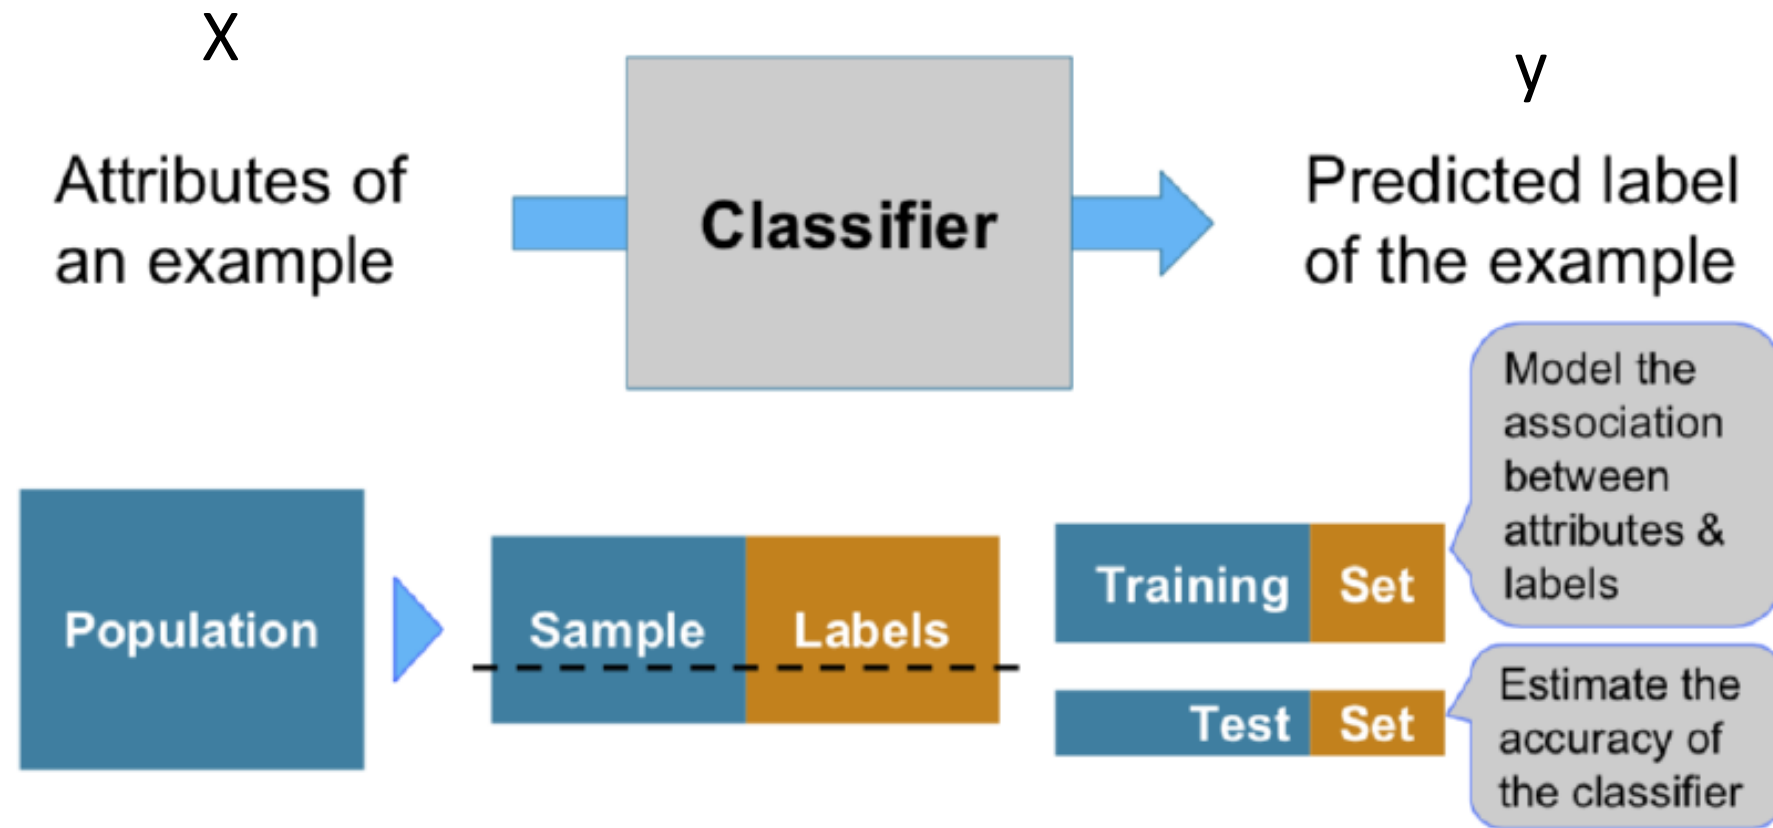 X
y
Attributes of
an example
Classifier
Predicted label
of the example
Model the
association
between
attributes &
labels
Population
Sample Labels
Training Set
Test Set
Estimate the
accuracy of
the classifier